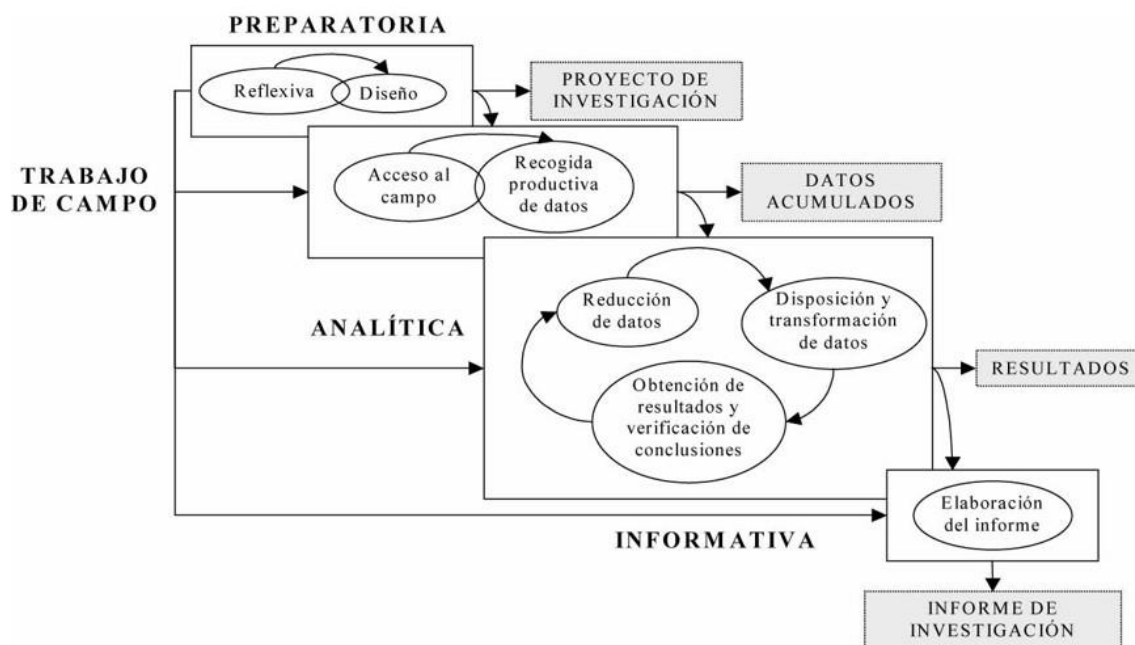 PREPARATORIA
Reflexiva
Diseño
PROYECTO DE
INVESTIGACIÓN
TRABAJO
DE CAMPO
Acceso al
campo
Recogida
productiva
de datos
DATOS
ACUMULADOS
ANALÍTICA
Reducción
de datos
Disposición y
transformación
de datos
Obtención de
resultados y
verificación de
conclusiones
RESULTADOS
INFORMATIVA
Elaboración
del informe
INFORME DE
INVESTIGACIÓN